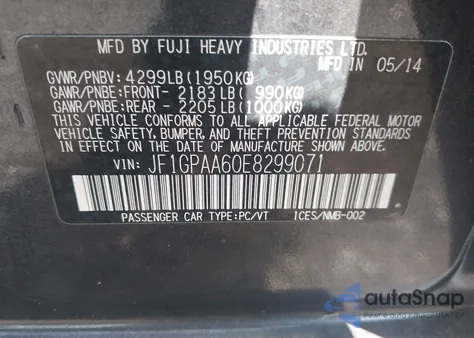 MFD BY FUJI HEAVY INDUSTRIES LTD.
MFD IN 05/14
GVWR/PNBV: 4299LB(1950KG)
GAWR/PNBE:FRONT- 2183LB( 990KG)
GAWR/PNBE:REAR - 2205LB(1000KG)
THIS VEHICLE CONFORMS TO ALL APPLICABLE FEDERAL MOTOR
VEHICLE SAFETY, BUMPER, AND THEFT PREVENTION STANDARDS
IN EFFECT ON THE DATE OF MANUFACTURE SHOWN ABOVE.
VIN: JF1GPAA60E8299071
PASSENGER CAR TYPE:PC/VT ICES/NMB-002
autoSnap